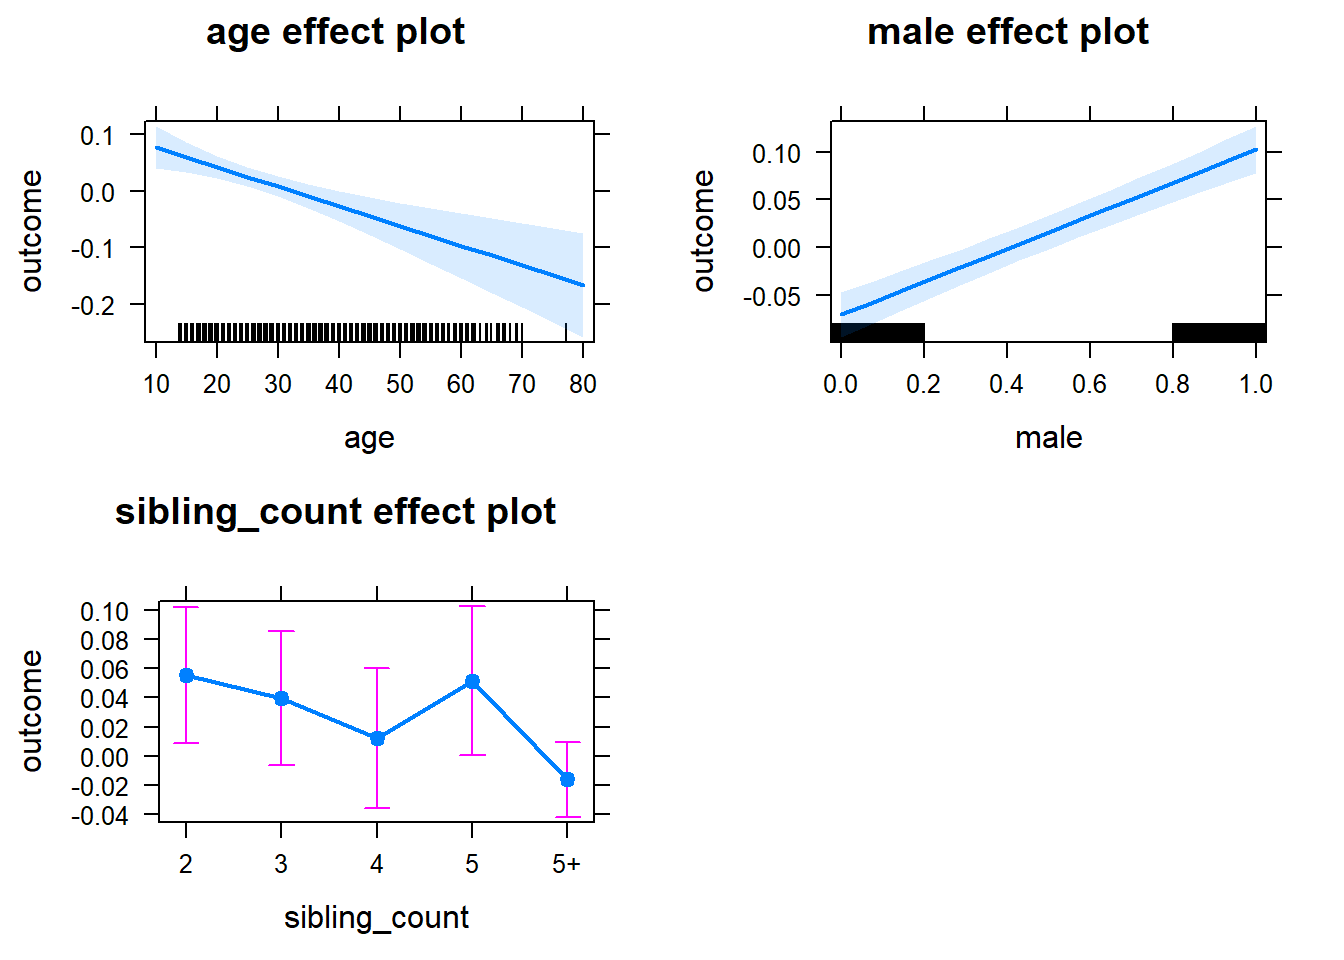 age effect plot
outcome
0.1
0.0
-0.1
-0.2
10 20 30 40 50 60 70 80
age
male effect plot
outcome
0.10
0.05
0.00
-0.05
0.0 0.2 0.4 0.6 0.8 1.0
male
sibling_count effect plot
outcome
0.10
0.08
0.06
0.04
0.02
0.00
-0.02
-0.04
2 3 4 5 5+
sibling_count